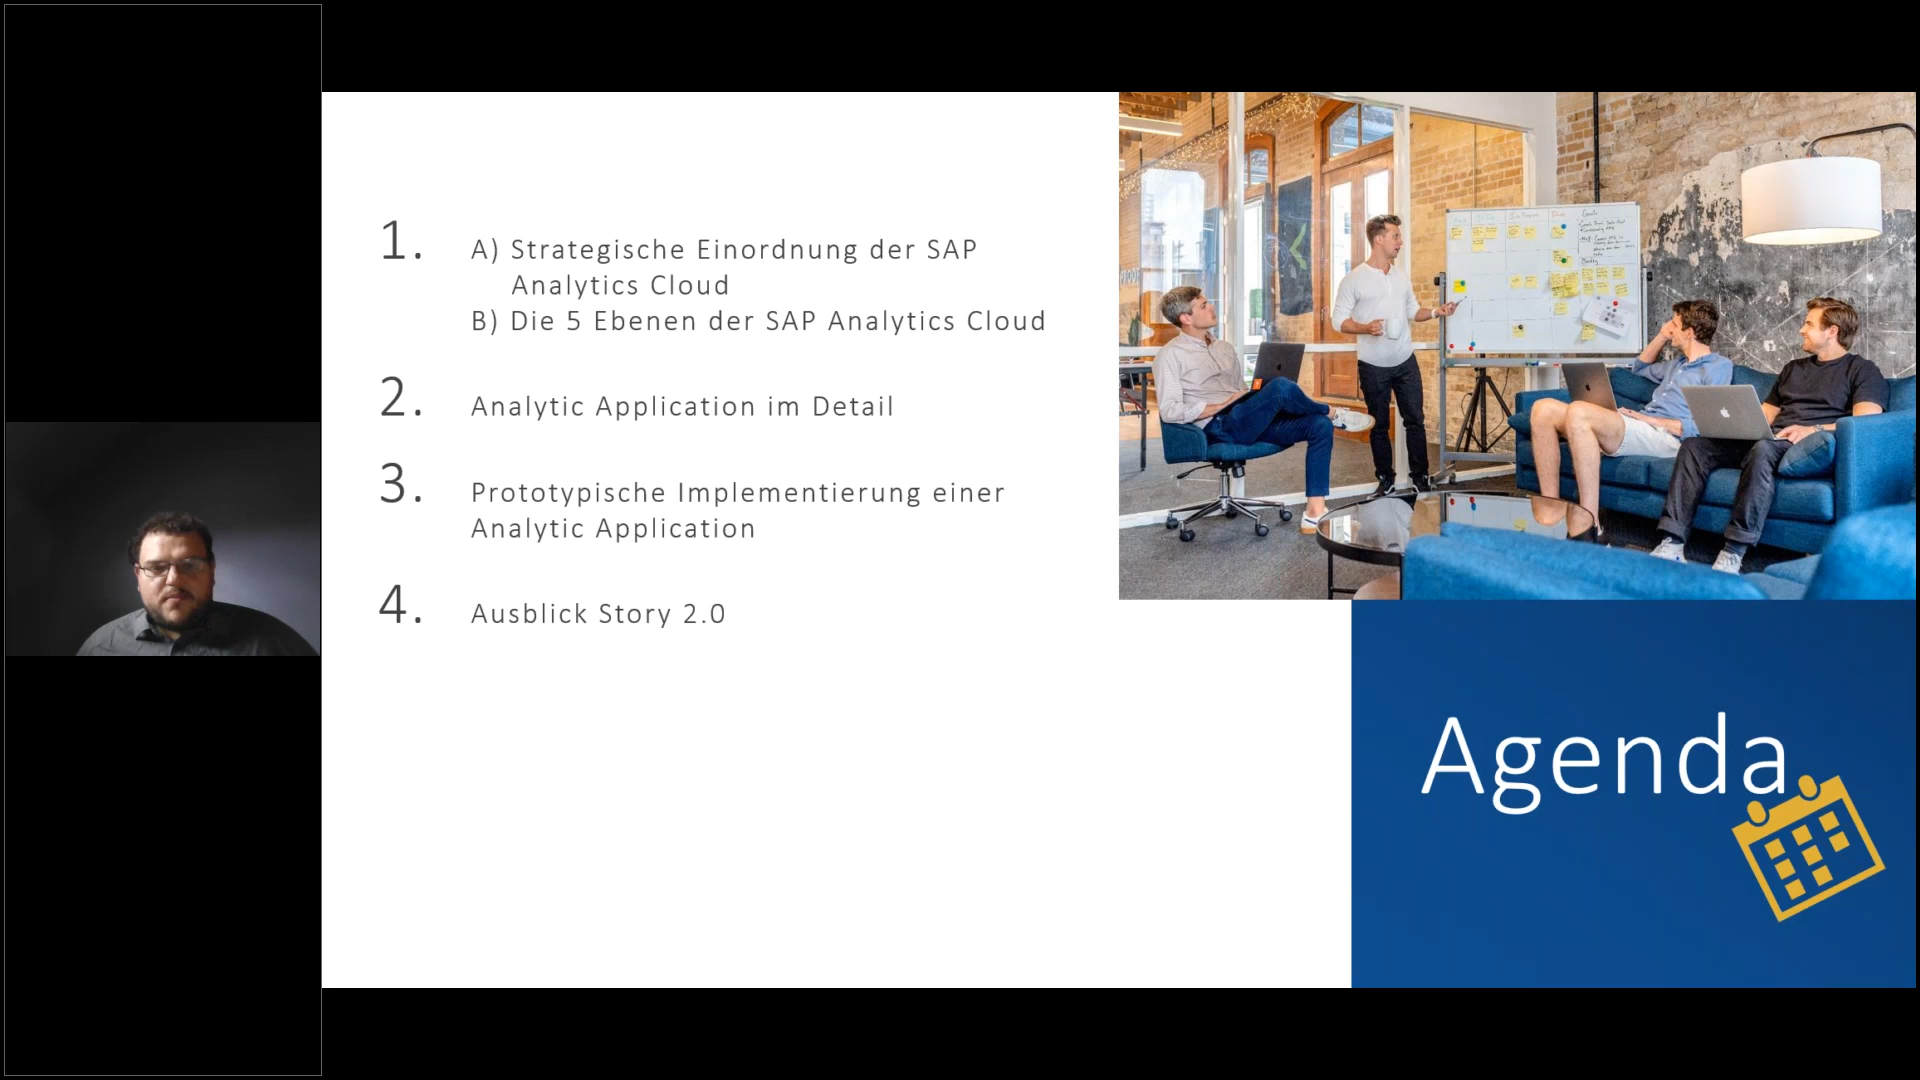 1. A) Strategische Einordnung der SAP
Analytics Cloud
B) Die 5 Ebenen der SAP Analytics Cloud
2. Analytic Application im Detail
3. Prototypische Implementierung einer
Analytic Application
4. Ausblick Story 2.0
Agenda